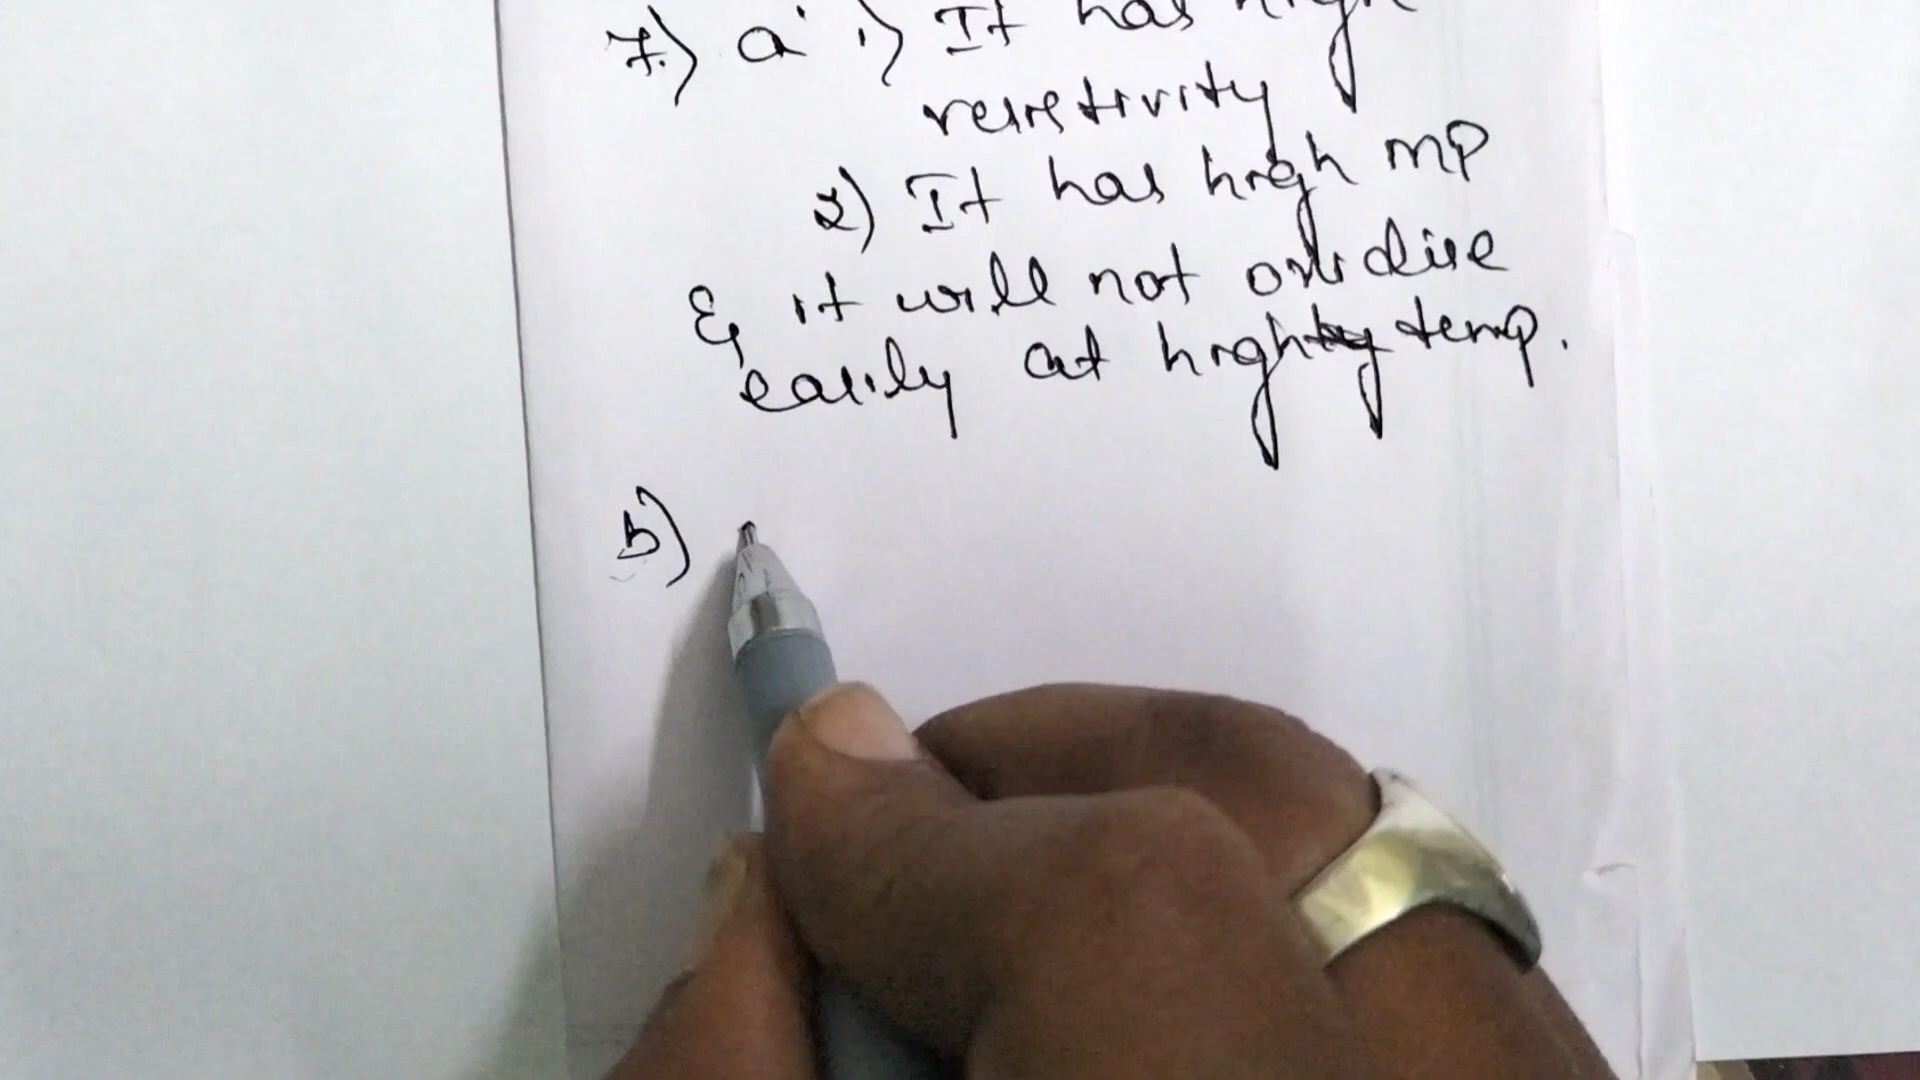 7.) a 1) It has high
resistivity
2) It has high mp
& it will not oxidise
easily at high temp.
b)